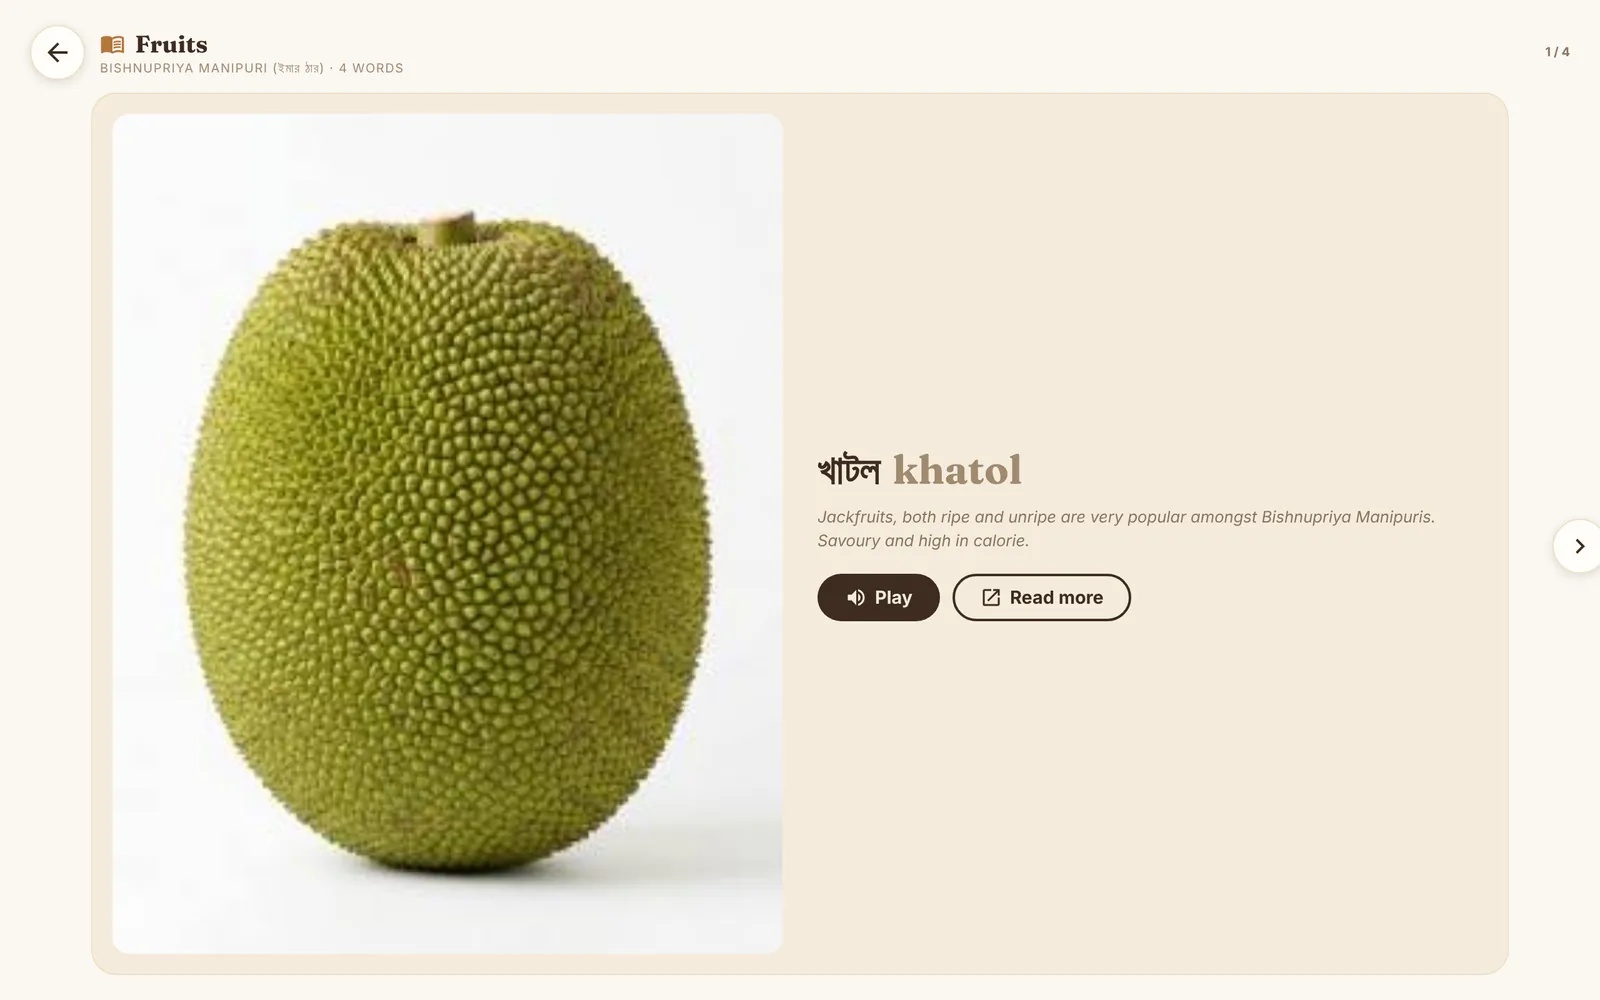 Fruits
BISHNUPRIYA MANIPURI (ইমার ঠার) · 4 WORDS
1 / 4
খাটল khatol
Jackfruits, both ripe and unripe are very popular amongst Bishnupriya Manipuris.
Savoury and high in calorie.
Play
Read more